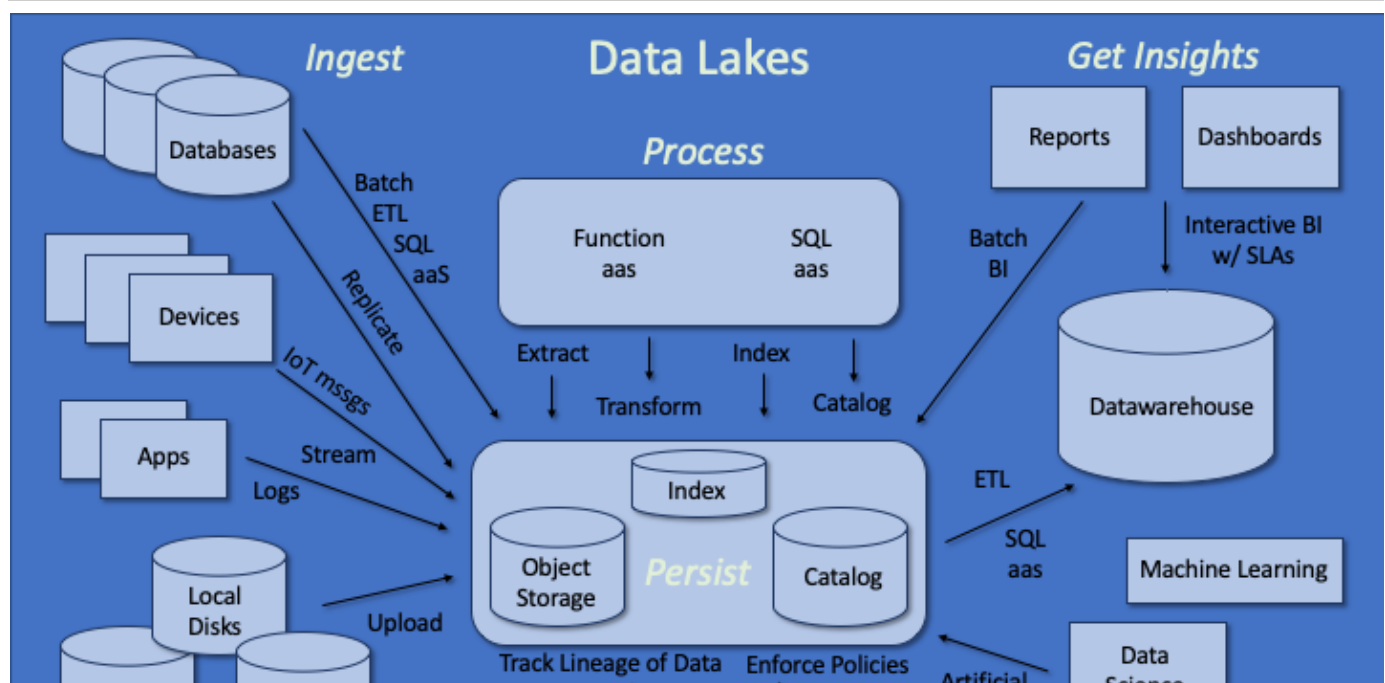 Ingest
Data Lakes
Get Insights
Databases
Process
Reports
Dashboards
Batch
ETL
SQL
aaS
Replicate
Function
aas
SQL
aas
Batch
BI
Interactive BI
w/ SLAs
Devices
IoT mssgs
Extract
Transform
Index
Catalog
Datawarehouse
Apps
Stream
Logs
Index
Object
Storage
Persist
Catalog
ETL
SQL
aas
Machine Learning
Local
Disks
Upload
Track Lineage of Data
Enforce Policies
Artificial
Data
Science